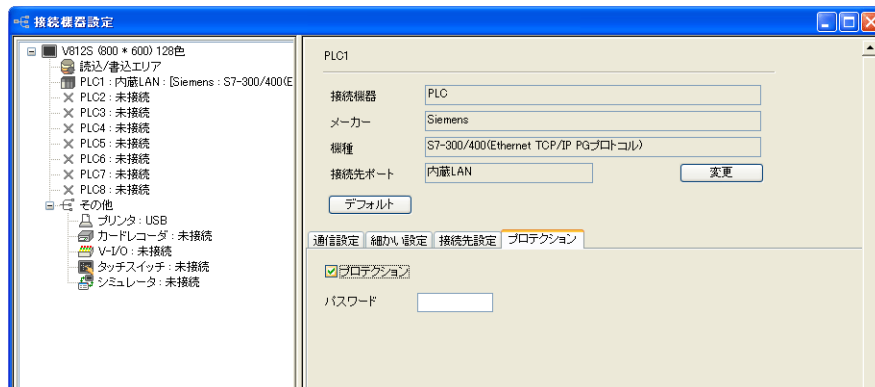 接続機器設定
V812S (800 * 600) 128色
読込/書込エリア
PLC1 : 内蔵LAN : [Siemens : S7-300/400(E
PLC2 : 未接続
PLC3 : 未接続
PLC4 : 未接続
PLC5 : 未接続
PLC6 : 未接続
PLC7 : 未接続
PLC8 : 未接続
その他
プリンタ : USB
カードレコーダ : 未接続
V-I/O : 未接続
タッチスイッチ : 未接続
シミュレータ : 未接続
PLC1
接続機器 PLC
メーカー Siemens
機種 S7-300/400(Ethernet TCP/IP PGプロトコル)
接続先ポート 内蔵LAN 変更
デフォルト
通信設定 細かい設定 接続先設定 プロテクション
プロテクション
パスワード